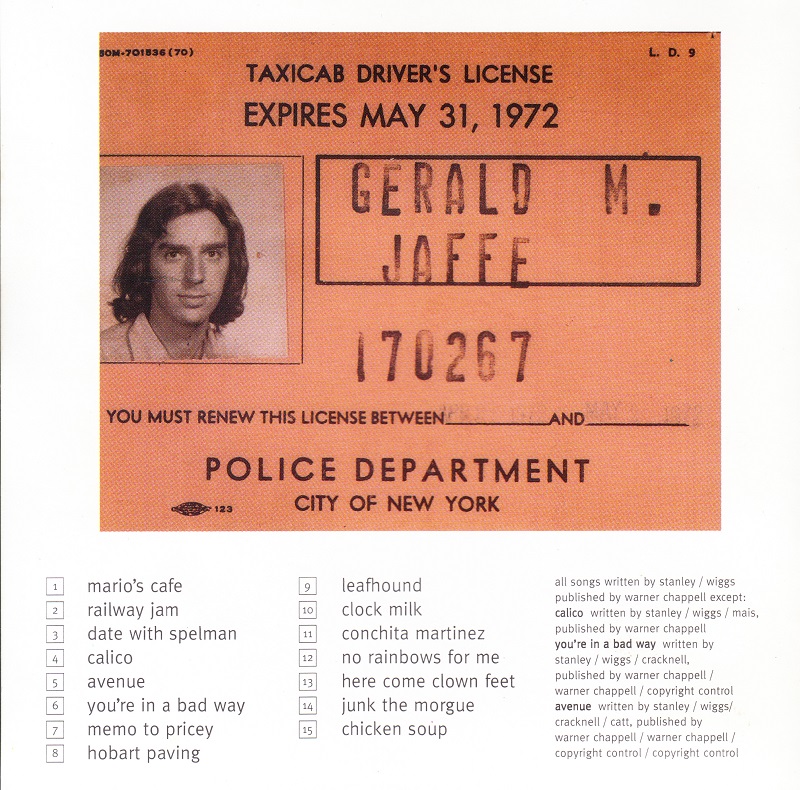 50M-701536(70)
L. D. 9
TAXICAB DRIVER'S LICENSE
EXPIRES MAY 31, 1972
GERALD M.
JAFFE
170267
YOU MUST RENEW THIS LICENSE BETWEEN AND
POLICE DEPARTMENT
123
CITY OF NEW YORK
1 mario's cafe
2 railway jam
3 date with spelman
4 calico
5 avenue
6 you're in a bad way
7 memo to pricey
8 hobart paving
9 leafhound
10 clock milk
11 conchita martinez
12 no rainbows for me
13 here come clown feet
14 junk the morgue
15 chicken soup
all songs written by stanley / wiggs
published by warner chappell except:
calico written by stanley / wiggs / mais,
published by warner chappell
you're in a bad way written by
stanley / wiggs / cracknell,
published by warner chappell /
warner chappell / copyright control
avenue written by stanley / wiggs/
cracknell / catt, published by
warner chappell / warner chappell /
copyright control / copyright control